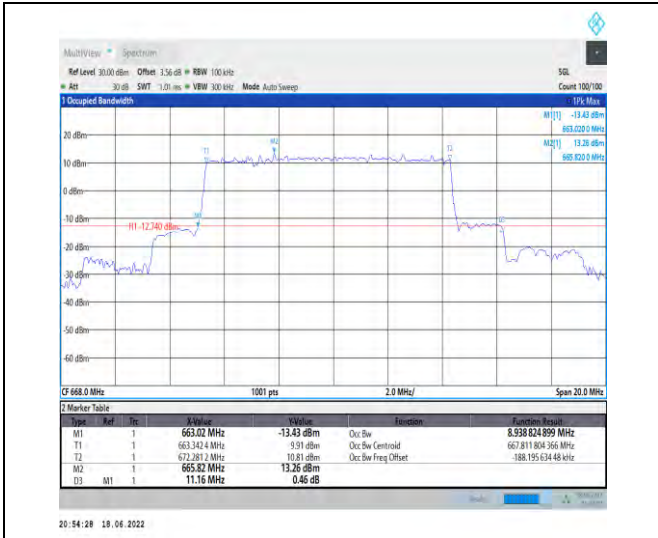 MultiView Spectrum
Ref Level 30.00 dBm Offset 3.56 dB RBW 100 kHz SGL
Att 30 dB SWT 1.01 ms VBW 300 kHz Mode Auto Sweep Count 100/100
1 Occupied Bandwidth 1Pk Max
M1[1] -13.43 dBm
663.0200 MHz
M2[1] 13.26 dBm
665.8200 MHz
20 dBm
M2
T1
T2
10 dBm
0 dBm
-10 dBm
M1
H1 -12.740 dBm
-20 dBm
-30 dBm
-40 dBm
-50 dBm
-60 dBm
CF 668.0 MHz 1001 pts 2.0 MHz/ Span 20.0 MHz
2 Marker Table
Type Ref Trc X-Value Y-Value Function Function Result
M1 1 663.02 MHz -13.43 dBm Occ Bw 8.938 824 899 MHz
T1 1 663.342 4 MHz 9.91 dBm Occ Bw Centroid 667.811 804 366 MHz
T2 1 672.281 2 MHz 10.81 dBm Occ Bw Freq Offset -188.195 634 48 kHz
M2 1 665.82 MHz 13.26 dBm
D3 M1 1 11.16 MHz 0.46 dB
20:54:28 18.06.2022